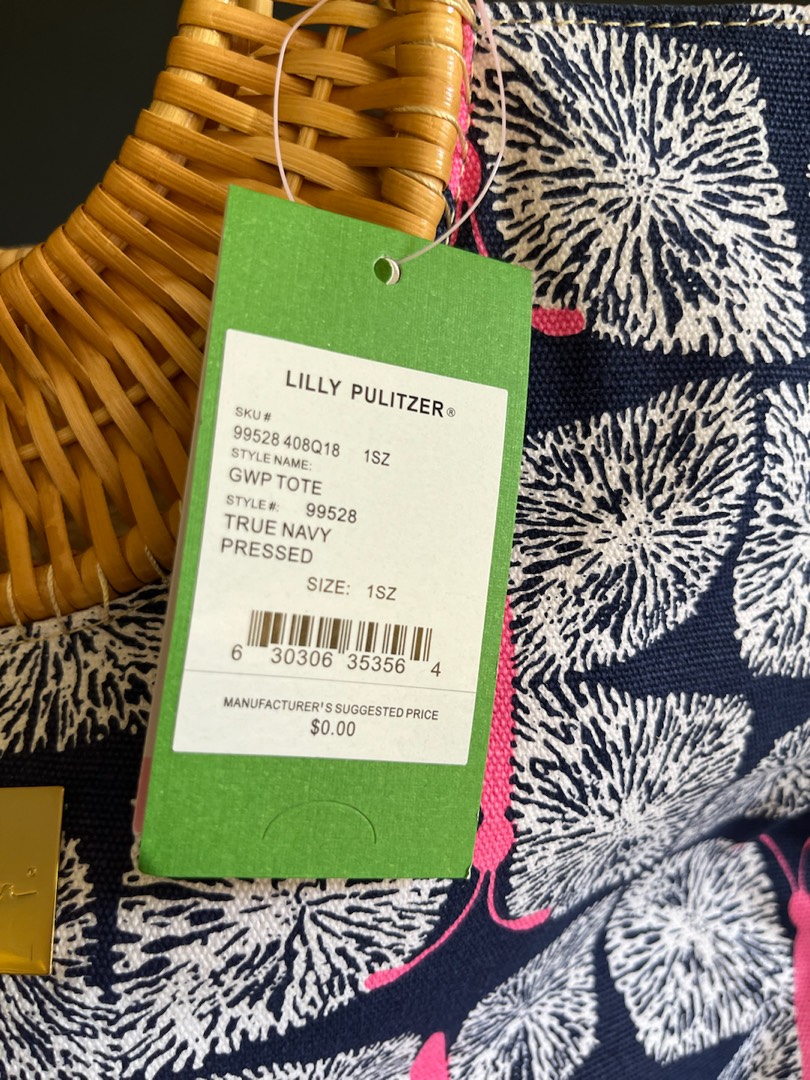 LILLY PULITZER®
SKU #
99528 408Q18 1SZ
STYLE NAME:
GWP TOTE
STYLE #: 99528
TRUE NAVY
PRESSED
SIZE: 1SZ
6 30306 35356 4
MANUFACTURER'S SUGGESTED PRICE
$0.00